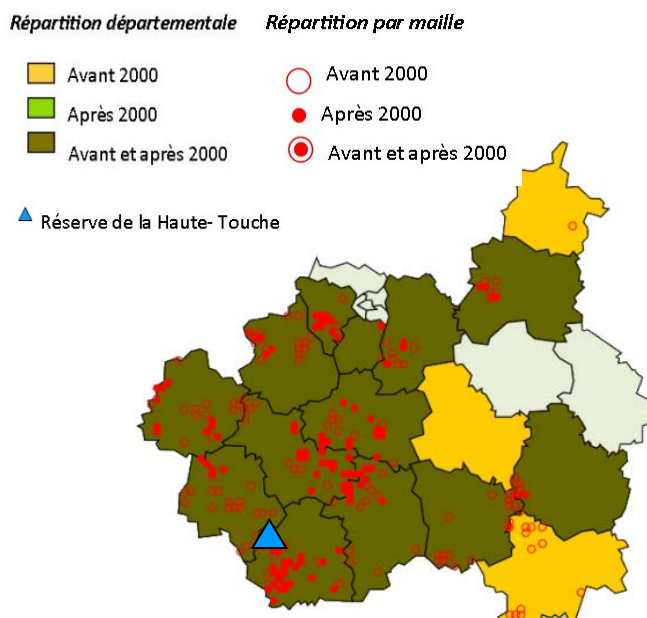 Répartition départementale
Répartition par maille
Avant 2000
Après 2000
Avant et après 2000
Avant 2000
Après 2000
Avant et après 2000
Réserve de la Haute- Touche